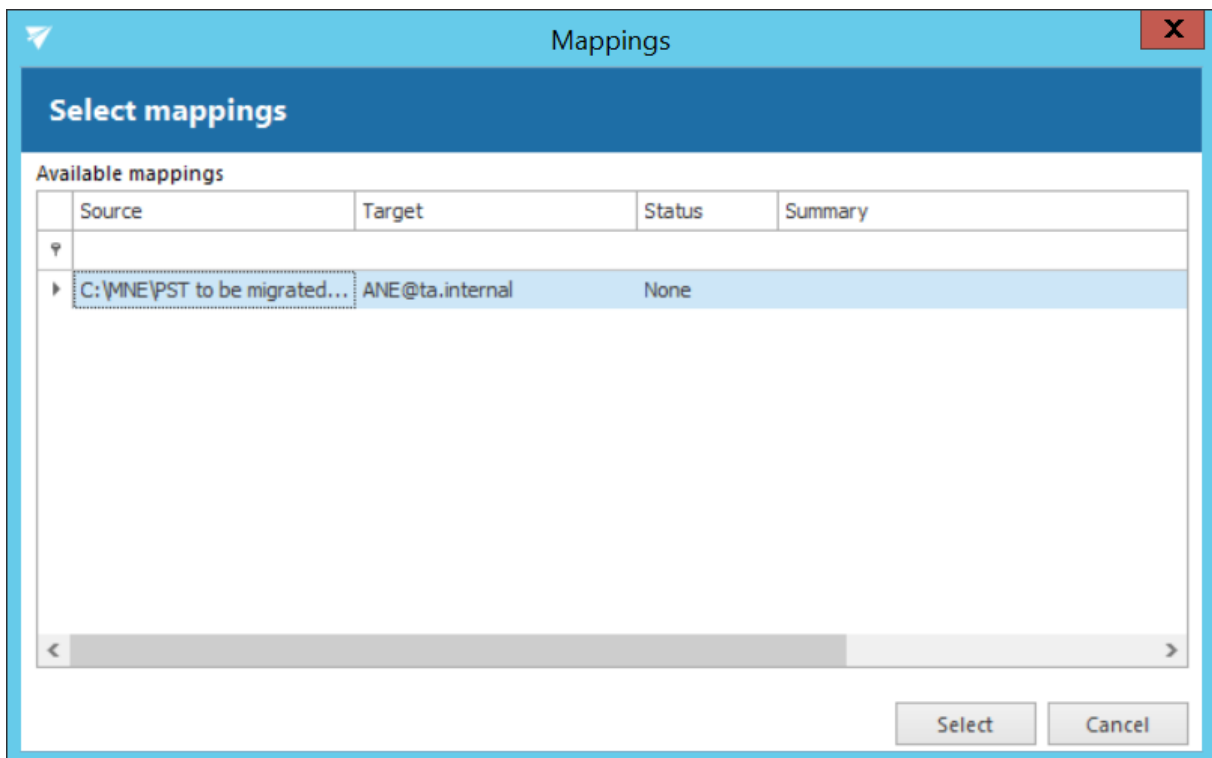 Mappings
X
Select mappings
Available mappings
Source Target Status Summary
C:\MNE\PST to be migrated... ANE@ta.internal None
Select Cancel